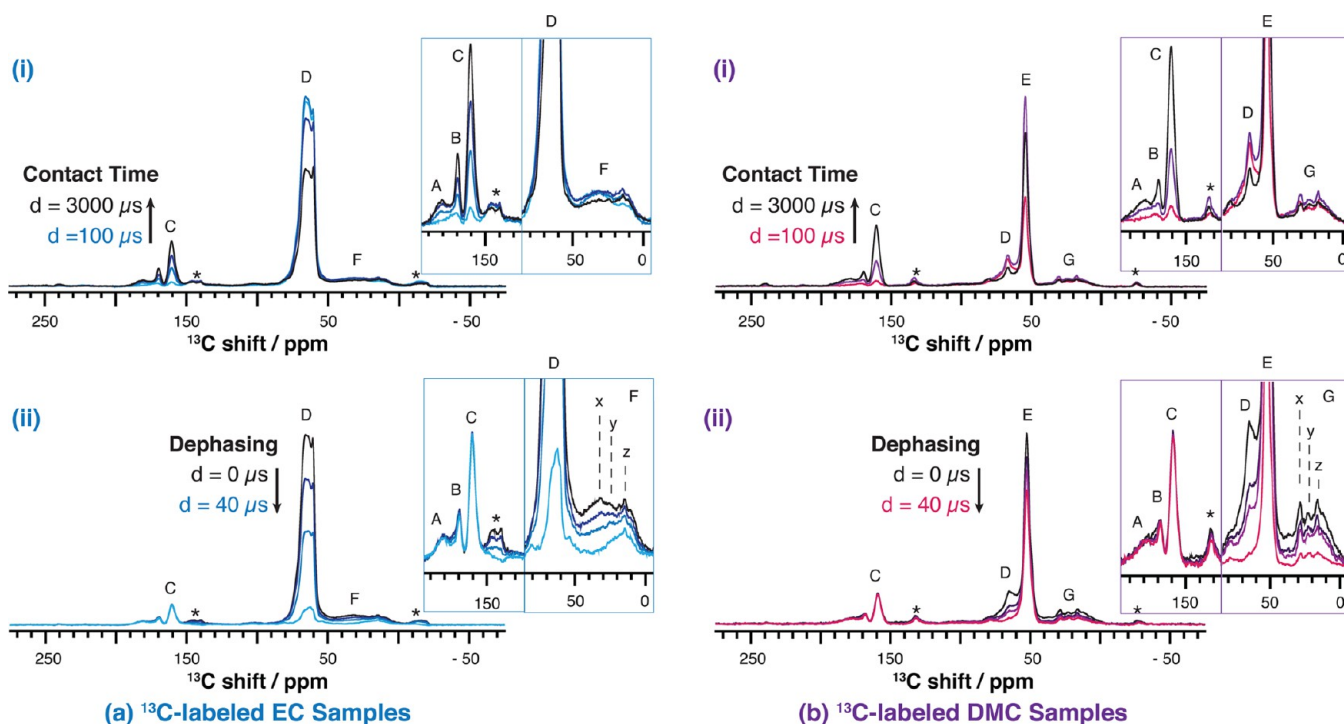 (i)
D
Contact Time
d = 3000 µs
d =100 µs
C
*
F
*
250
150
50
- 50
¹³C shift / ppm
D
C
B
A
*
F
150
50
0
(i)
E
Contact Time
d = 3000 µs
d =100 µs
C
*
D
G
*
250
150
50
- 50
¹³C shift / ppm
E
C
D
B
A
*
G
150
50
0
(ii)
D
Dephasing
d = 0 µs
d = 40 µs
C
*
F
*
250
150
50
- 50
¹³C shift / ppm
D
C
x
F
y
z
B
A
*
150
50
0
(ii)
E
Dephasing
d = 0 µs
d = 40 µs
C
*
D
G
*
250
150
50
- 50
¹³C shift / ppm
E
C
D
x
G
y
z
B
A
*
150
50
0
(a) ¹³C-labeled EC Samples
(b) ¹³C-labeled DMC Samples